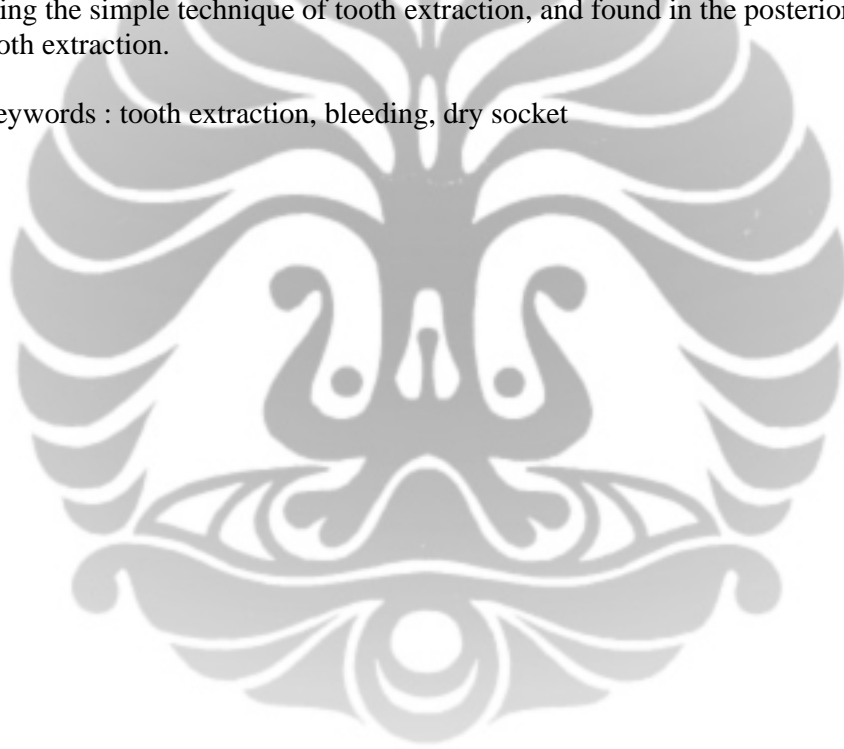 ing the simple technique of tooth extraction, and found in the posterior
oth extraction.
eywords : tooth extraction, bleeding, dry socket